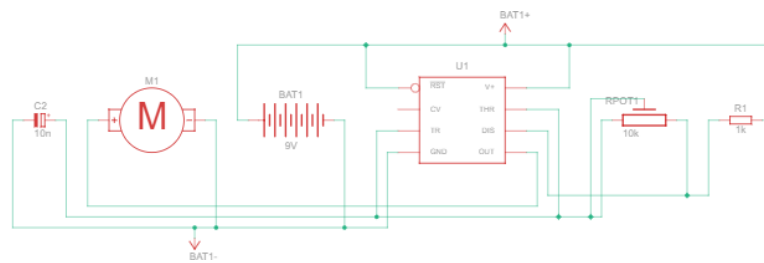 BAT1+
U1
M1
C2
10n
M
+
-
BAT1
9V
RST
CV
TR
GND
V+
THR
DIS
OUT
RPOT1
10k
R1
1k
BAT1-